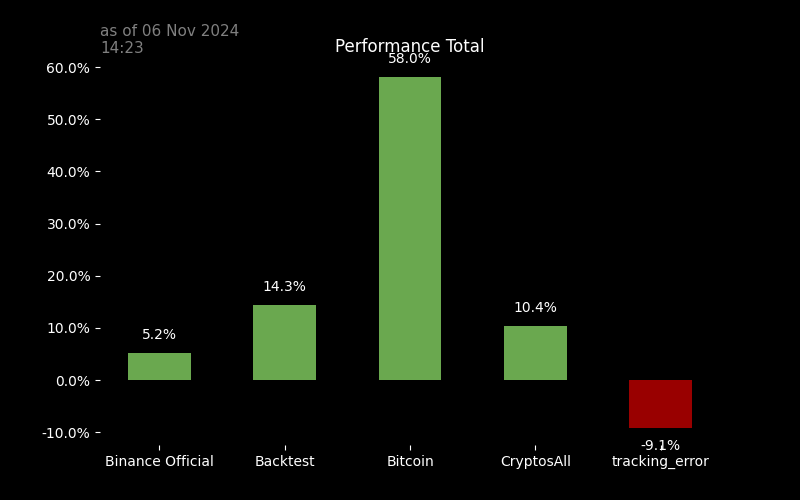 as of 06 Nov 2024
14:23
Performance Total
60.0%
50.0%
40.0%
30.0%
20.0%
10.0%
0.0%
-10.0%
5.2%
14.3%
58.0%
10.4%
-9.1%
Binance Official
Backtest
Bitcoin
CryptosAll
tracking_error